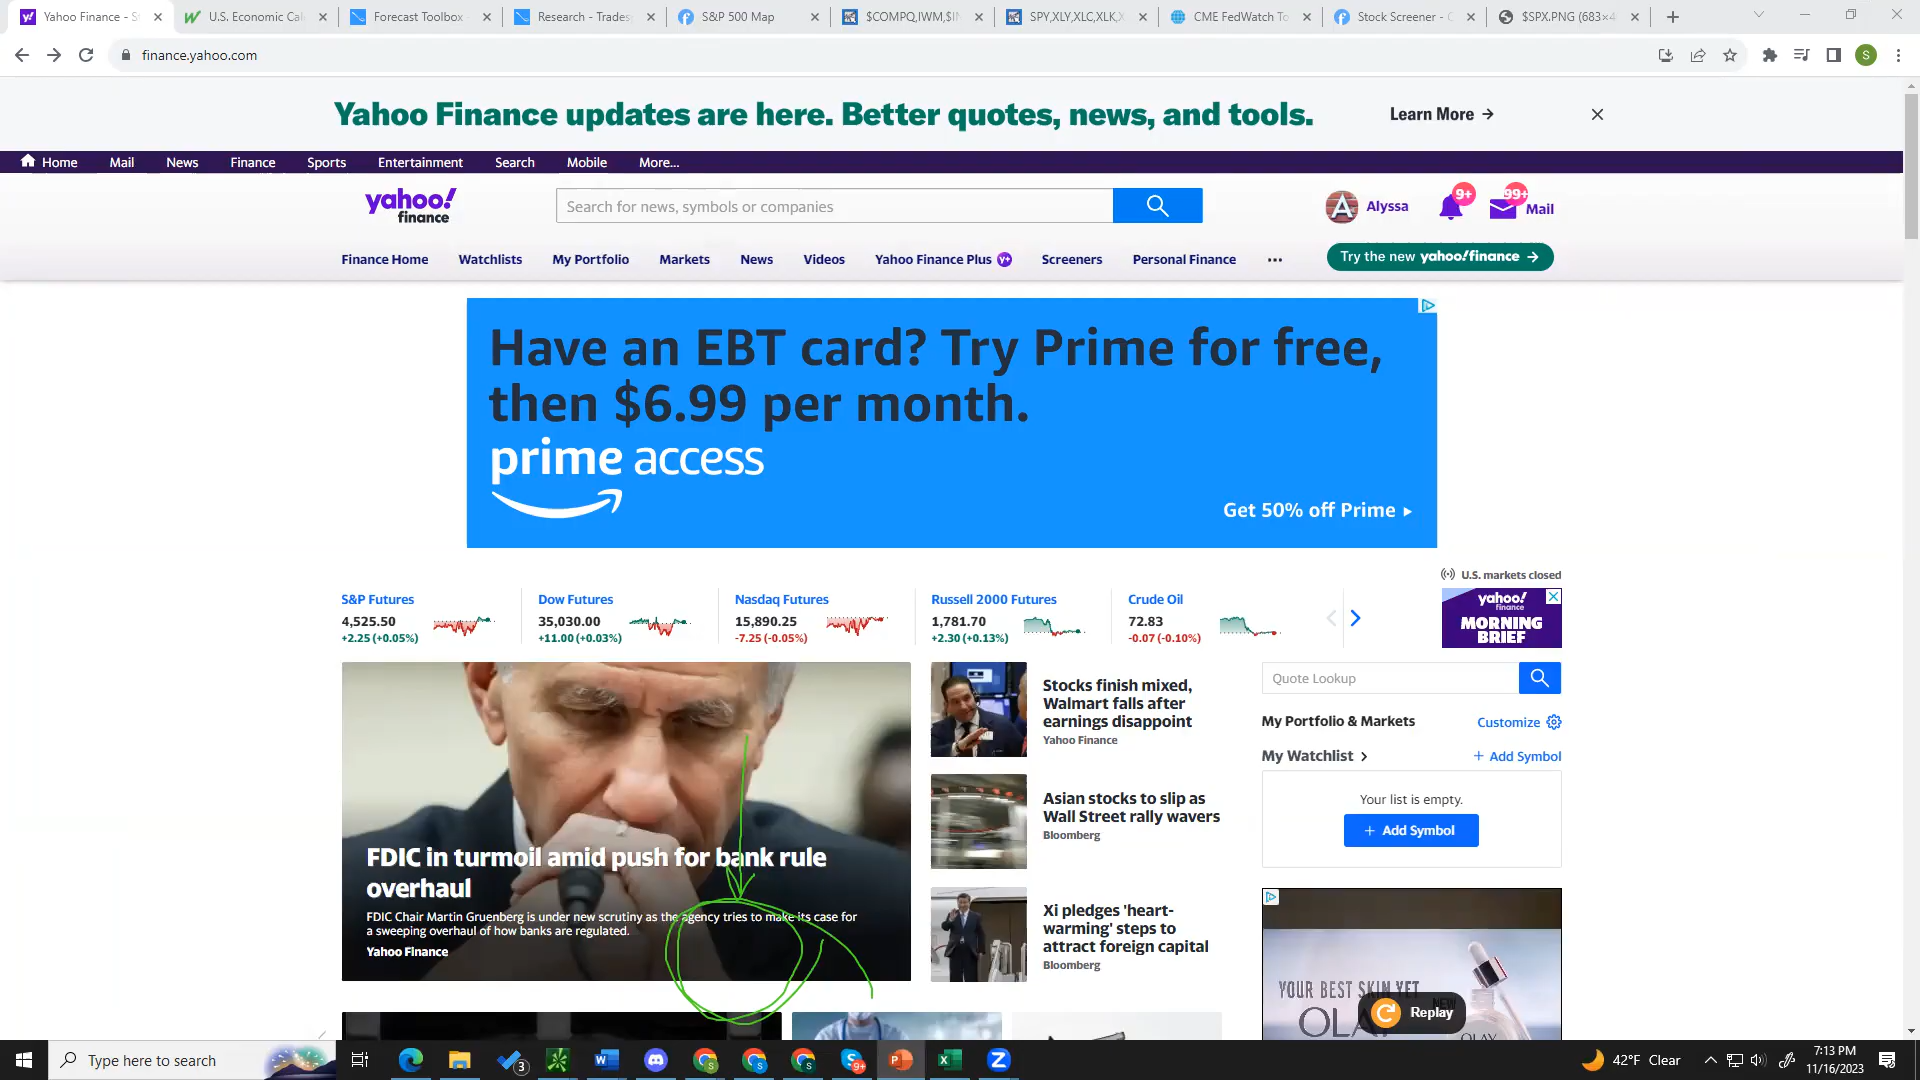 Yahoo Finance - S
U.S. Economic Cal
Forecast Toolbox
Research - Trades
S&P 500 Map
$COMPQ,IWM,$IN
SPY,XLY,XLC,XLK,X
CME FedWatch To
Stock Screener - C
$SPX.PNG (683×4
finance.yahoo.com
S
Yahoo Finance updates are here. Better quotes, news, and tools.
Learn More →
Home Mail News Finance Sports Entertainment Search Mobile More...
yahoo!
finance
Search for news, symbols or companies
A
Alyssa
9+
99+
Mail
Finance Home Watchlists My Portfolio Markets News Videos Yahoo Finance Plus y+ Screeners Personal Finance ...
Try the new yahoo!finance →
Have an EBT card? Try Prime for free,
then $6.99 per month.
prime access
Get 50% off Prime ▸
U.S. markets closed
S&P Futures
4,525.50
+2.25 (+0.05%)
Dow Futures
35,030.00
+11.00 (+0.03%)
Nasdaq Futures
15,890.25
-7.25 (-0.05%)
Russell 2000 Futures
1,781.70
+2.30 (+0.13%)
Crude Oil
72.83
-0.07 (-0.10%)
yahoo!
finance
MORNING
BRIEF
FDIC in turmoil amid push for bank rule
overhaul
FDIC Chair Martin Gruenberg is under new scrutiny as the agency tries to make its case for
a sweeping overhaul of how banks are regulated.
Yahoo Finance
Stocks finish mixed,
Walmart falls after
earnings disappoint
Yahoo Finance
Asian stocks to slip as
Wall Street rally wavers
Bloomberg
Xi pledges 'heart-
warming' steps to
attract foreign capital
Bloomberg
Quote Lookup
My Portfolio & Markets
Customize
My Watchlist >
+ Add Symbol
Your list is empty.
+ Add Symbol
YOUR BEST SKIN YET
NEW
OLAY
Replay
Type here to search
3
9+
42°F Clear
7:13 PM
11/16/2023